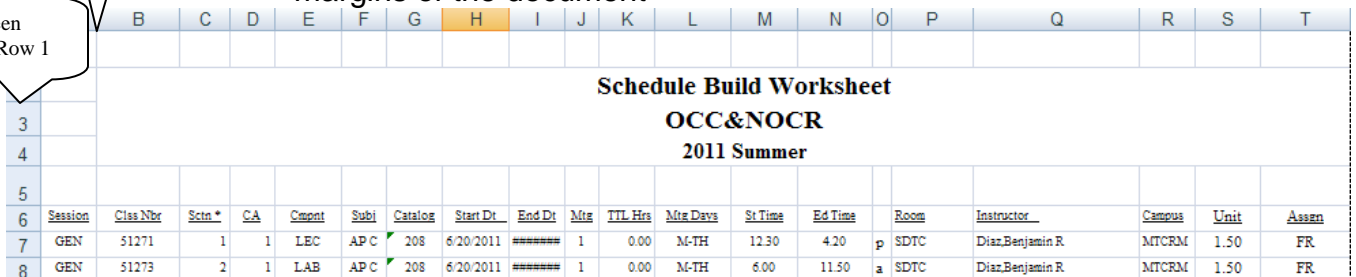 margins of the document
B C D E F G H I J K L M N O P Q R S T
Row 1
Schedule Build Worksheet
3 OCC&NOCR
4 2011 Summer
5
6 Session Clss Nbr Sctn * CA Cmpnt Subj Catalog Start Dt End Dt Mtg TTL Hrs Mtg Days St Time Ed Time Room Instructor Campus Unit Assgn
7 GEN 51271 1 1 LEC AP C 208 6/20/2011 ####### 1 0.00 M-TH 12.30 4.20 p SDTC Diaz,Benjamin R MTCRM 1.50 FR
8 GEN 51273 2 1 LAB AP C 208 6/20/2011 ####### 1 0.00 M-TH 6.00 11.50 a SDTC Diaz,Benjamin R MTCRM 1.50 FR